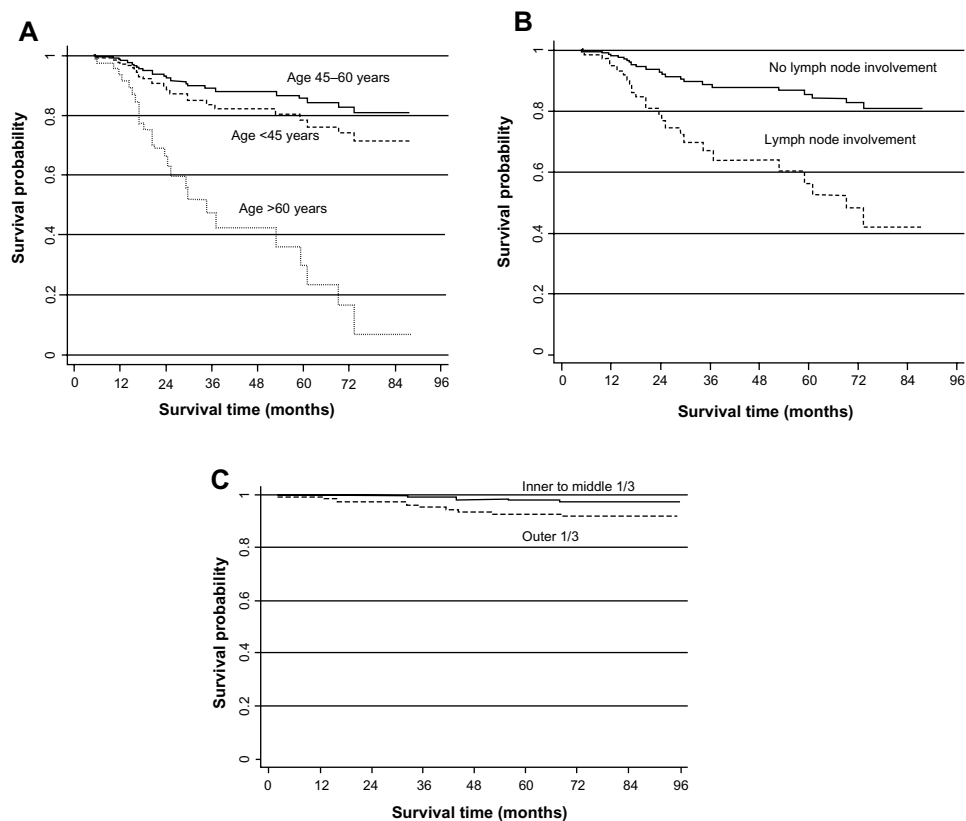 A
Survival probability
1
0.8
0.6
0.4
0.2
0
Age 45–60 years
Age <45 years
Age >60 years
0 12 24 36 48 60 72 84 96
Survival time (months)
B
Survival probability
1
0.8
0.6
0.4
0.2
0
No lymph node involvement
Lymph node involvement
0 12 24 36 48 60 72 84 96
Survival time (months)
C
Survival probability
1
0.8
0.6
0.4
0.2
0
Inner to middle 1/3
Outer 1/3
0 12 24 36 48 60 72 84 96
Survival time (months)